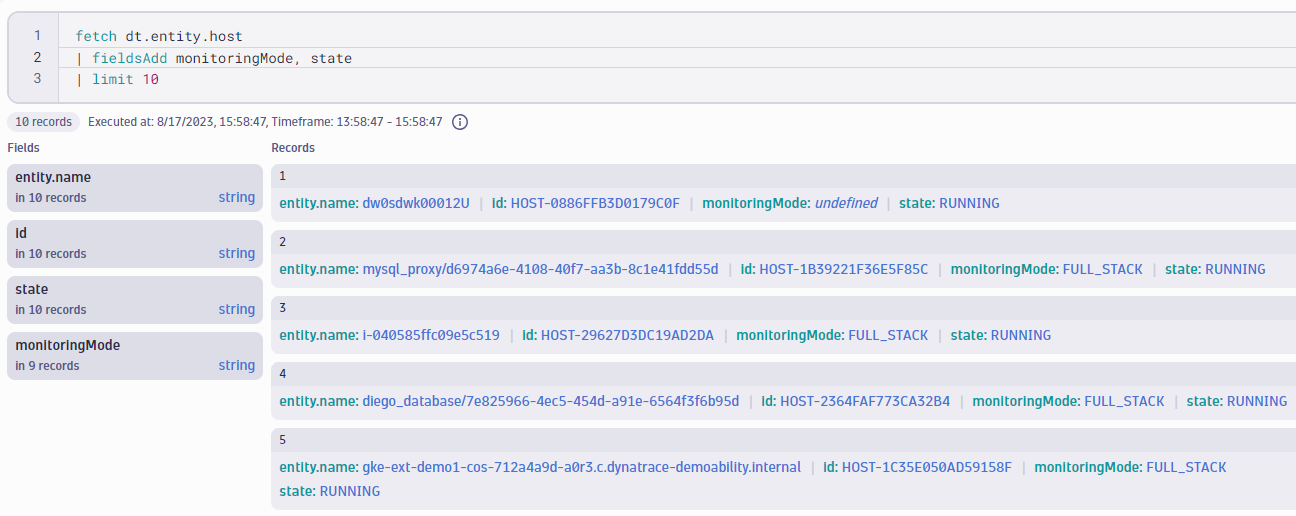 1 fetch dt.entity.host
2 | fieldsAdd monitoringMode, state
3 | limit 10
10 records Executed at: 8/17/2023, 15:58:47, Timeframe: 13:58:47 - 15:58:47
Fields
entity.name
in 10 records string
id
in 10 records string
state
in 10 records string
monitoringMode
in 9 records string
Records
1
entity.name: dw0sdwk00012U | id: HOST-0886FFB3D0179C0F | monitoringMode: undefined | state: RUNNING
2
entity.name: mysql_proxy/d6974a6e-4108-40f7-aa3b-8c1e41fdd55d | id: HOST-1B39221F36E5F85C | monitoringMode: FULL_STACK | state: RUNNING
3
entity.name: i-040585ffc09e5c519 | id: HOST-29627D3DC19AD2DA | monitoringMode: FULL_STACK | state: RUNNING
4
entity.name: diego_database/7e825966-4ec5-454d-a91e-6564f3f6b95d | id: HOST-2364FAF773CA32B4 | monitoringMode: FULL_STACK | state: RUNNING
5
entity.name: gke-ext-demo1-cos-712a4a9d-a0r3.c.dynatrace-demoability.internal | id: HOST-1C35E050AD59158F | monitoringMode: FULL_STACK
state: RUNNING